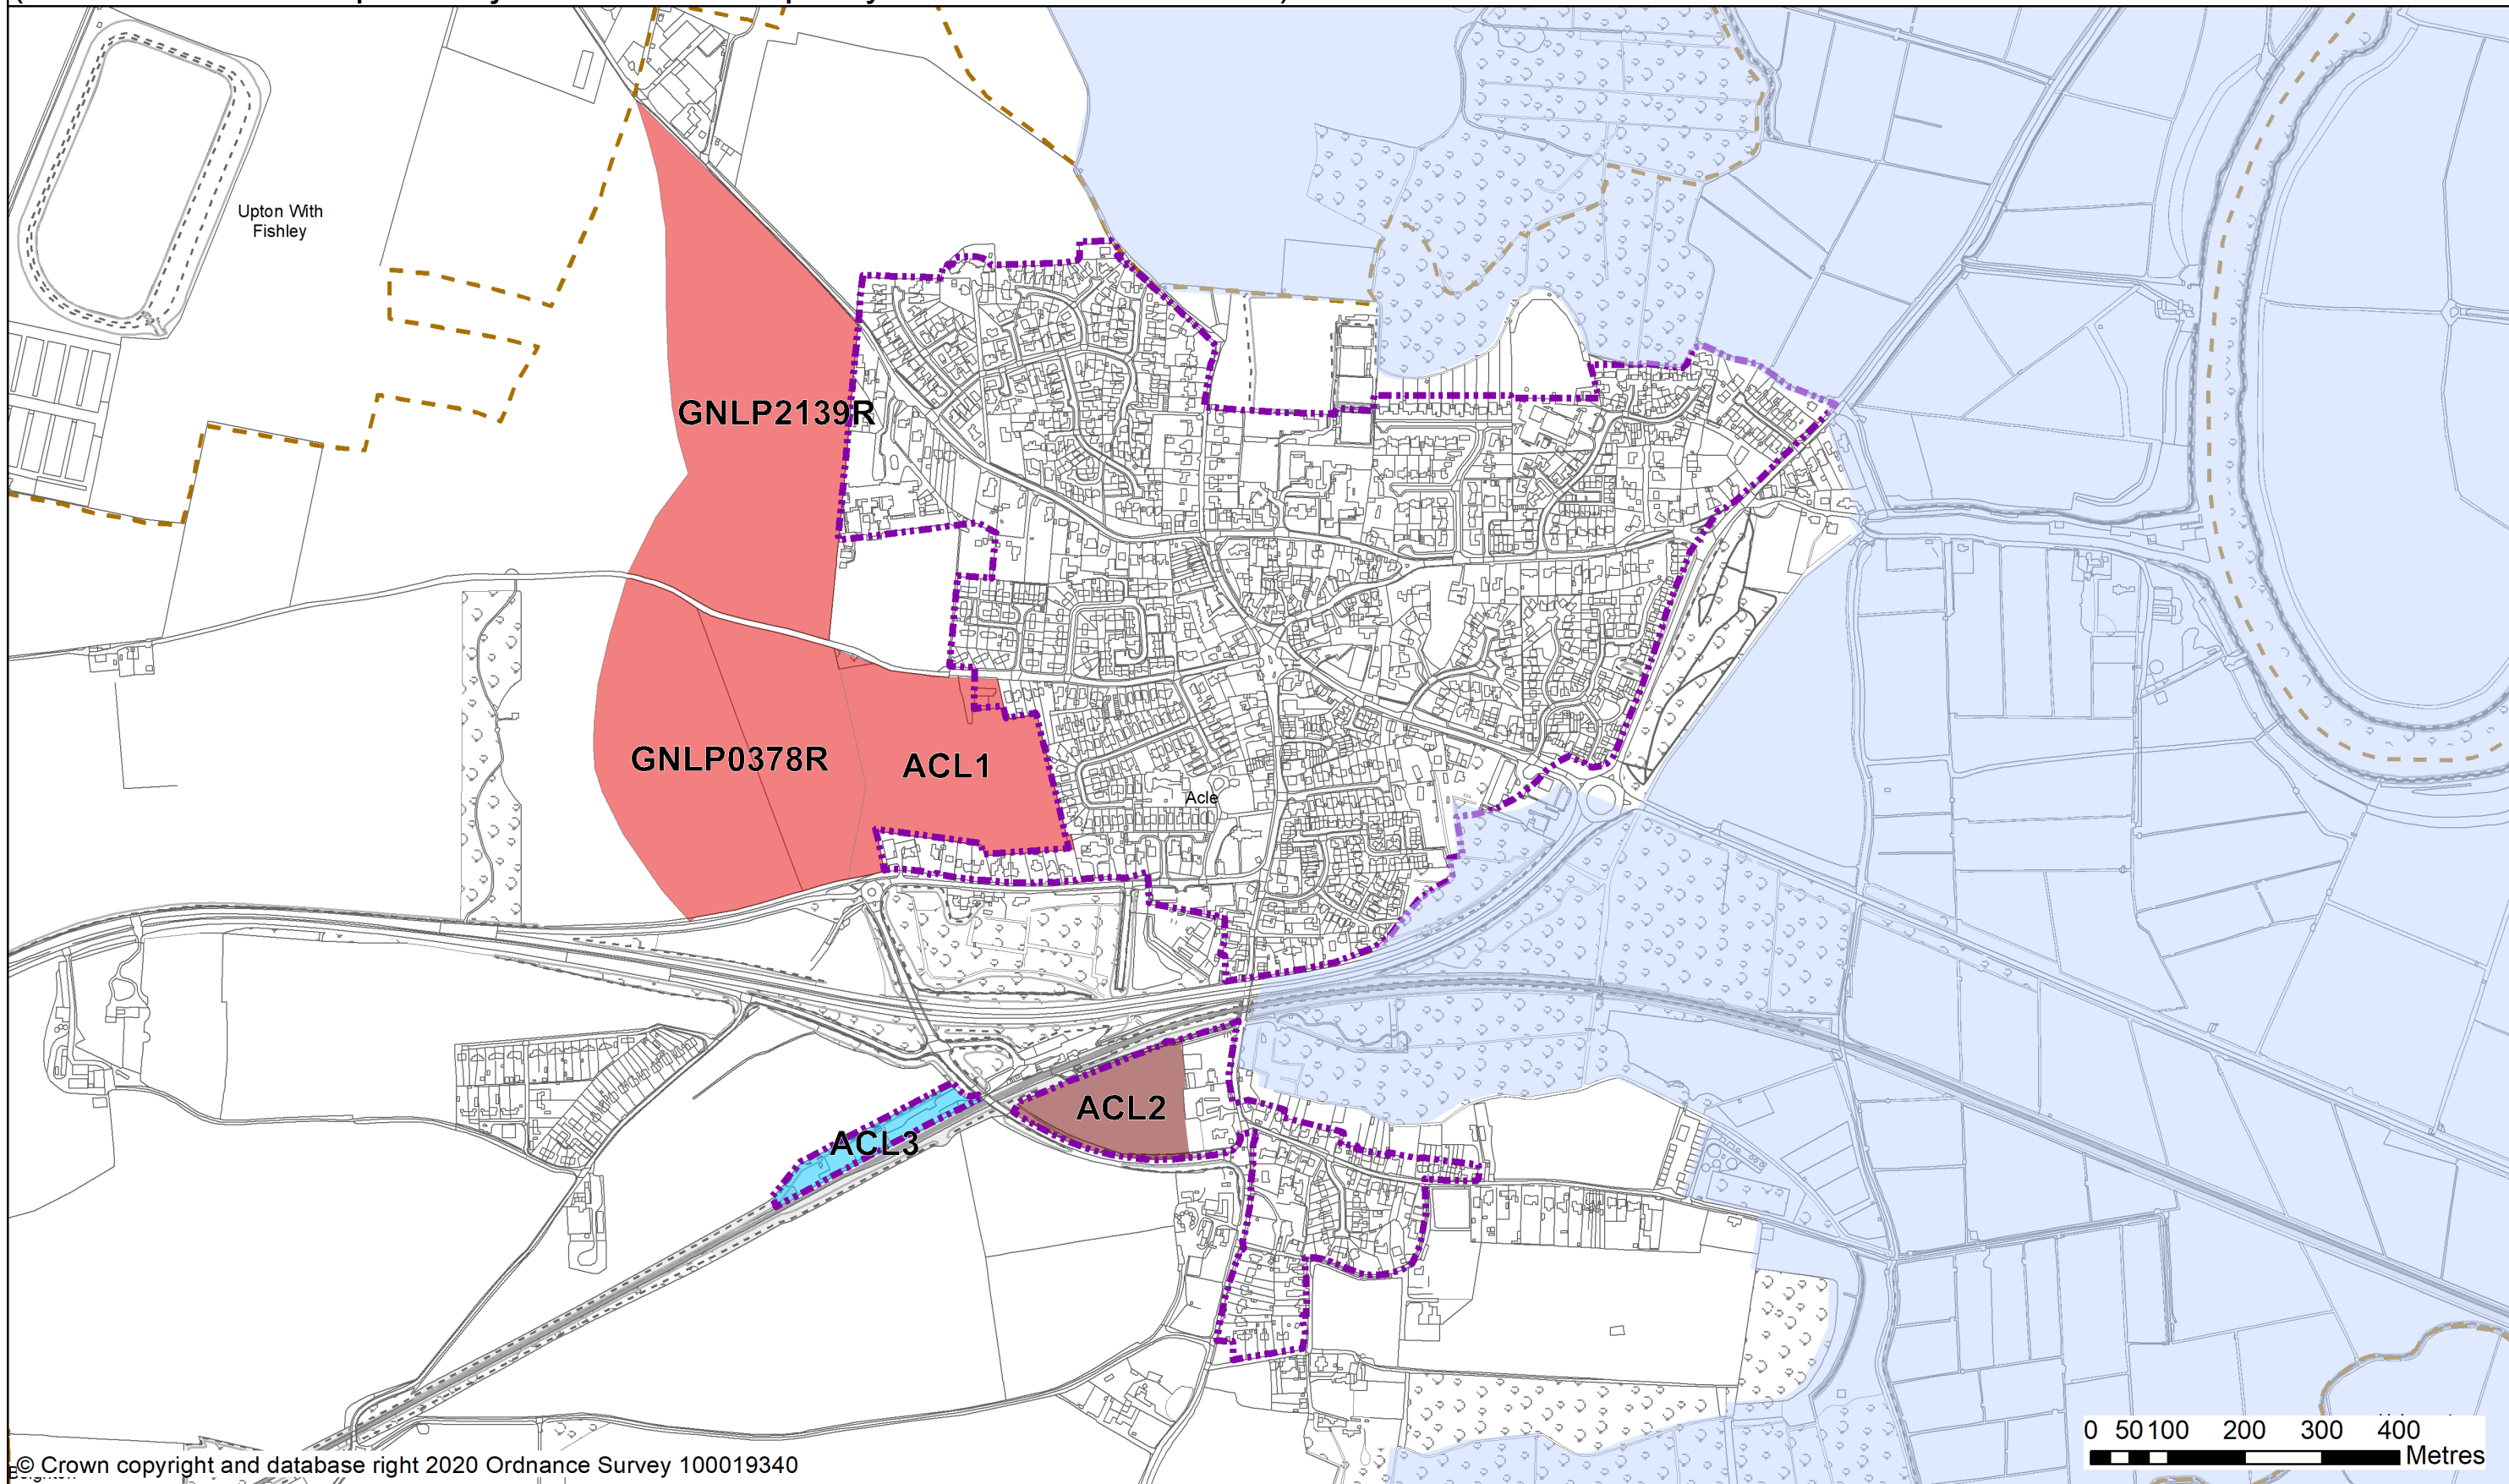 Upton With
Fishley
GNLP2139R
GNLP0378R
ACL1
Acle
ACL2
ACL3
0 50 100 200 300 400
Metres
© Crown copyright and database right 2020 Ordnance Survey 100019340